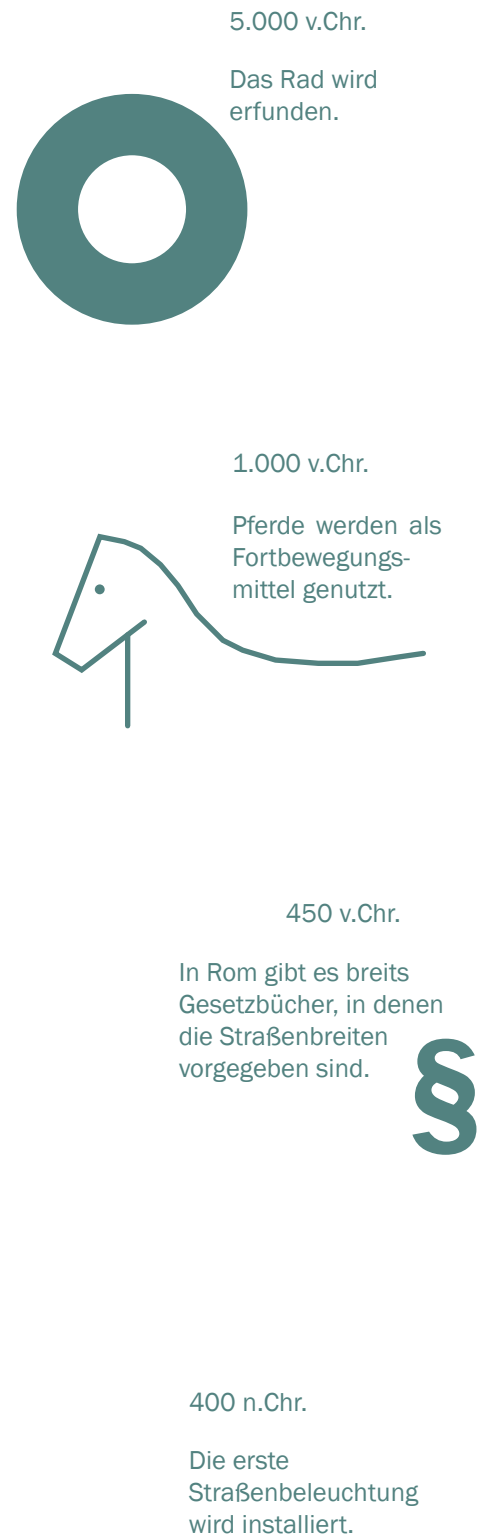 5.000 v.Chr.
Das Rad wird
erfunden.
1.000 v.Chr.
Pferde werden als
Fortbewegungs-
mittel genutzt.
450 v.Chr.
In Rom gibt es breits
Gesetzbücher, in denen
die Straßenbreiten
vorgegeben sind.
§
400 n.Chr.
Die erste
Straßenbeleuchtung
wird installiert.